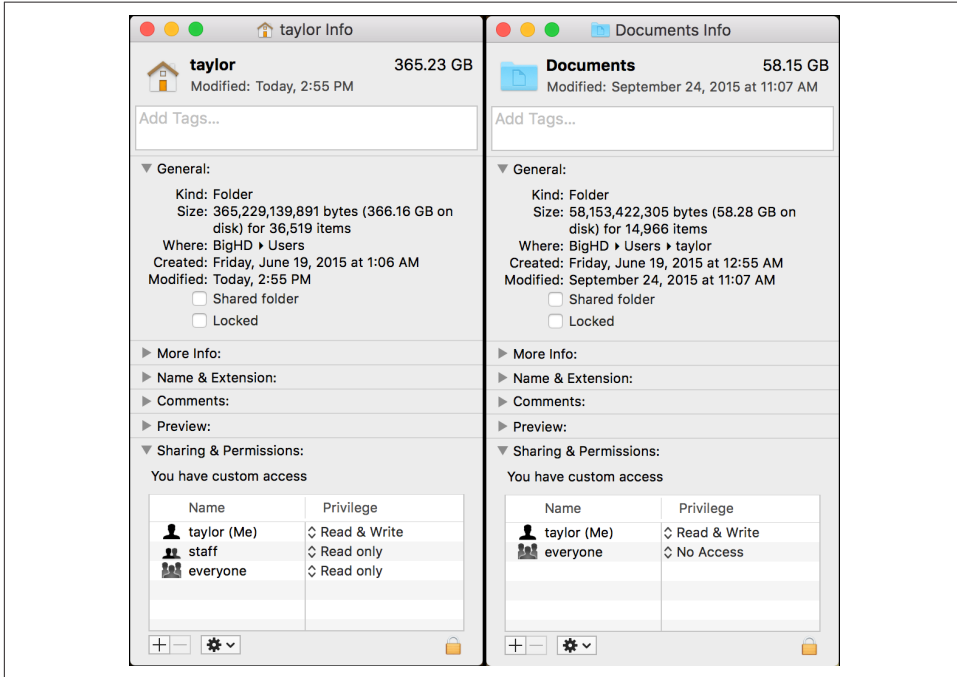 taylor Info
taylor 365.23 GB
Modified: Today, 2:55 PM
Add Tags...
General:
Kind: Folder
Size: 365,229,139,891 bytes (366.16 GB on
disk) for 36,519 items
Where: BigHD ▸ Users
Created: Friday, June 19, 2015 at 1:06 AM
Modified: Today, 2:55 PM
Shared folder
Locked
More Info:
Name & Extension:
Comments:
Preview:
Sharing & Permissions:
You have custom access
Name Privilege
taylor (Me) Read & Write
staff Read only
everyone Read only
Documents Info
Documents 58.15 GB
Modified: September 24, 2015 at 11:07 AM
Add Tags...
General:
Kind: Folder
Size: 58,153,422,305 bytes (58.28 GB on
disk) for 14,966 items
Where: BigHD ▸ Users ▸ taylor
Created: Friday, June 19, 2015 at 12:55 AM
Modified: September 24, 2015 at 11:07 AM
Shared folder
Locked
More Info:
Name & Extension:
Comments:
Preview:
Sharing & Permissions:
You have custom access
Name Privilege
taylor (Me) Read & Write
everyone No Access